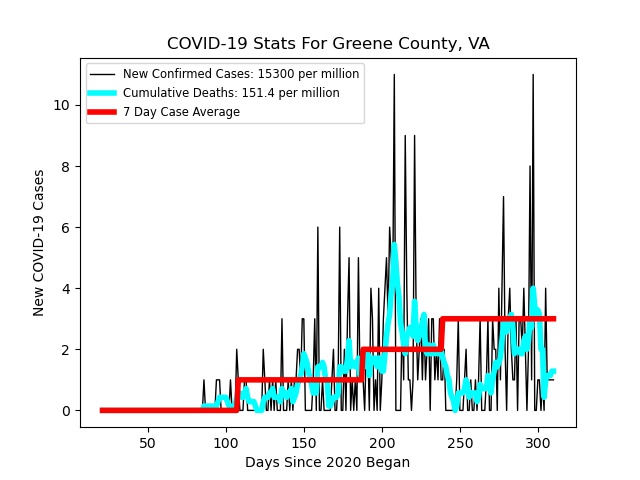 COVID-19 Stats For Greene County, VA
New Confirmed Cases: 15300 per million
Cumulative Deaths: 151.4 per million
7 Day Case Average
New COVID-19 Cases
10
8
6
4
2
0
50 100 150 200 250 300
Days Since 2020 Began